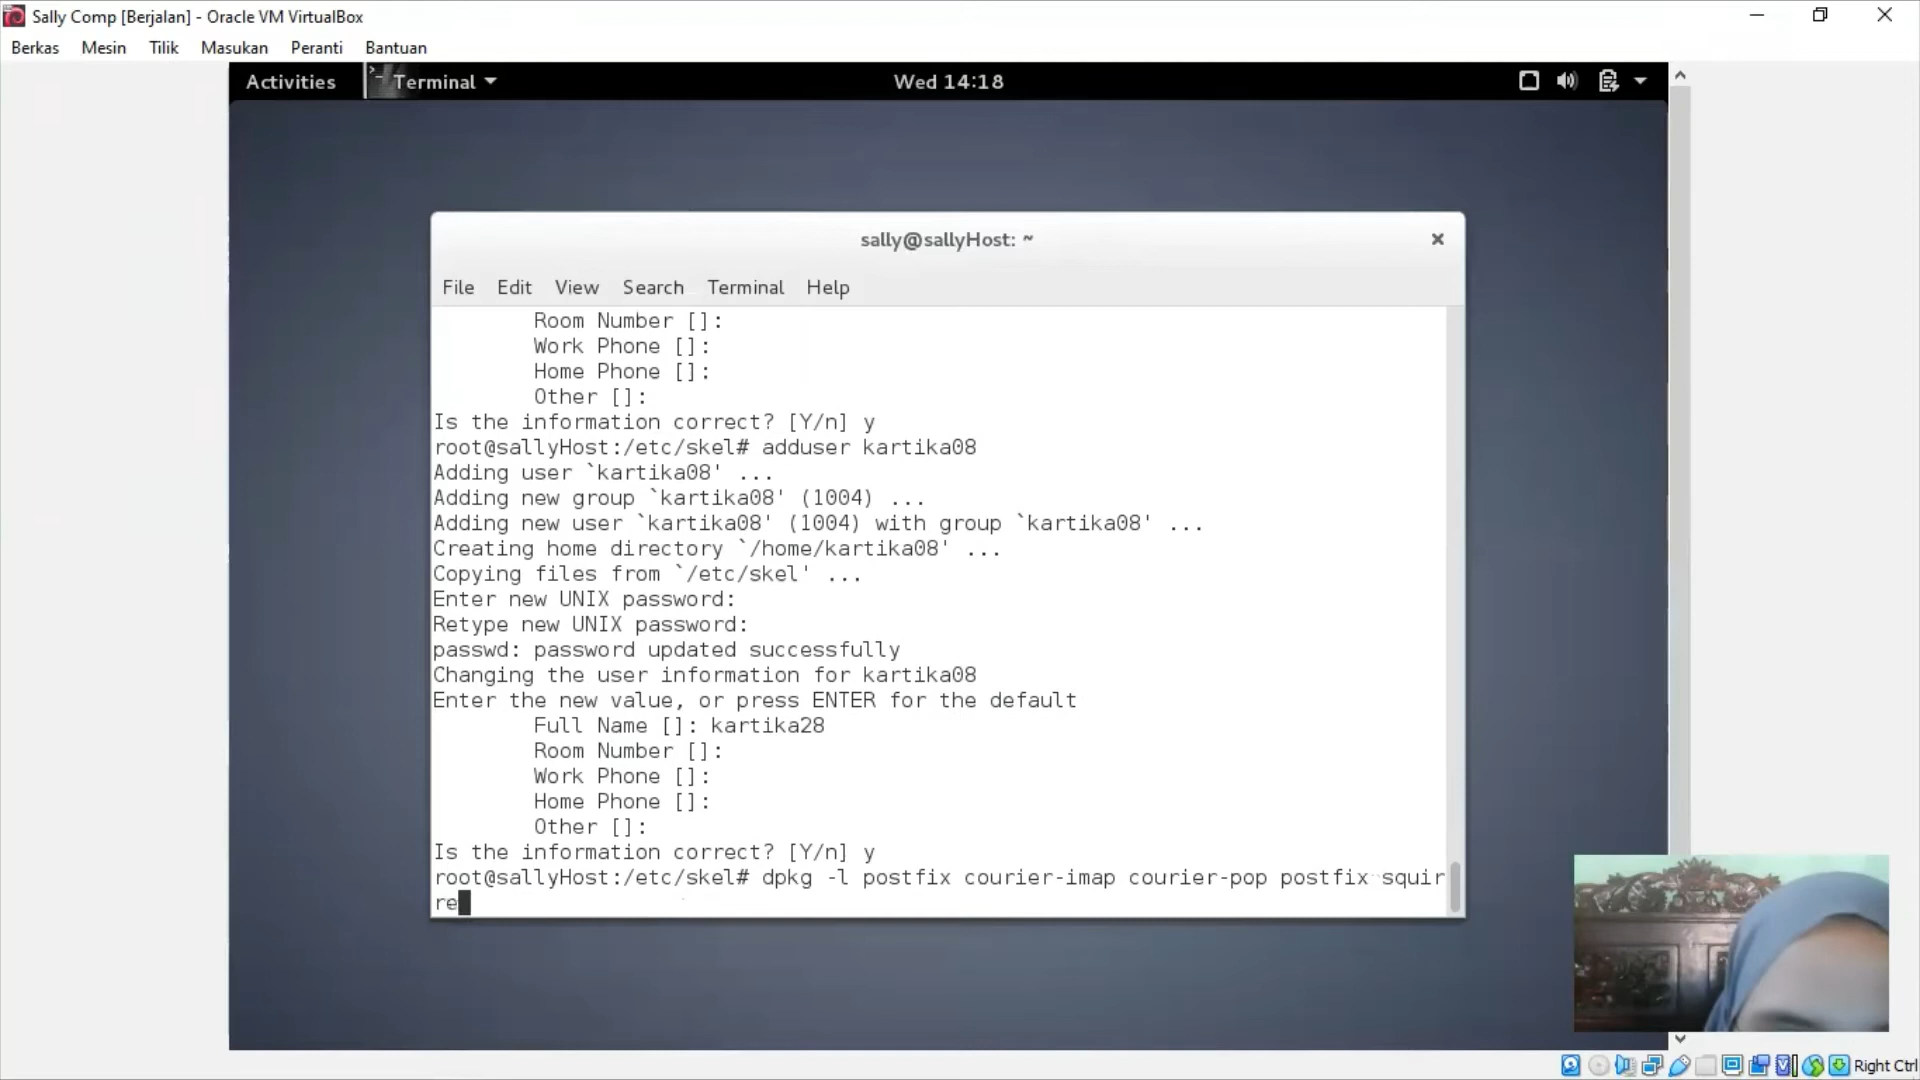 Sally Comp [Berjalan] - Oracle VM VirtualBox
Berkas Mesin Tilik Masukan Peranti Bantuan
Activities Terminal Wed 14:18
sally@sallyHost: ~
File Edit View Search Terminal Help
Room Number []:
Work Phone []:
Home Phone []:
Other []:
Is the information correct? [Y/n] y
root@sallyHost:/etc/skel# adduser kartika08
Adding user `kartika08' ...
Adding new group `kartika08' (1004) ...
Adding new user `kartika08' (1004) with group `kartika08' ...
Creating home directory `/home/kartika08' ...
Copying files from `/etc/skel' ...
Enter new UNIX password:
Retype new UNIX password:
passwd: password updated successfully
Changing the user information for kartika08
Enter the new value, or press ENTER for the default
Full Name []: kartika28
Room Number []:
Work Phone []:
Home Phone []:
Other []:
Is the information correct? [Y/n] y
root@sallyHost:/etc/skel# dpkg -l postfix courier-imap courier-pop postfix squir
re
Right Ctrl